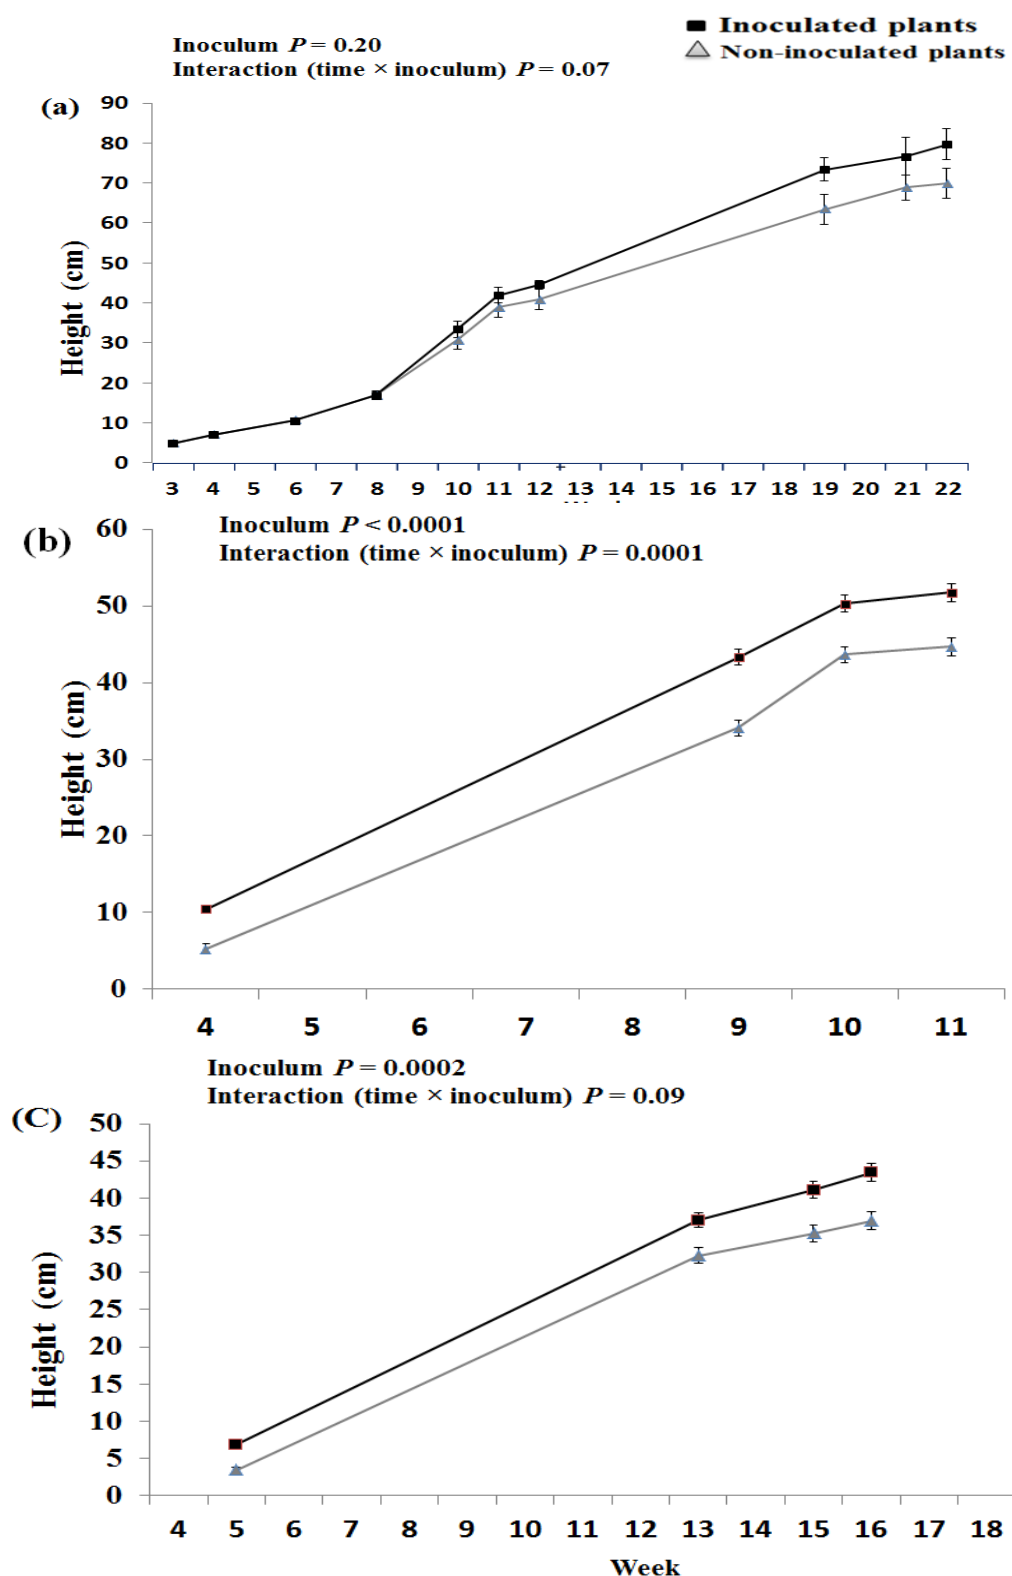 Inoculated plants
Non-inoculated plants
Inoculum P = 0.20
Interaction (time × inoculum) P = 0.07
(a)
Height (cm)
90
80
70
60
50
40
30
20
10
0
3 4 5 6 8 9 10 11 12 13 14 15 16 17 18 19 20 21 22
Inoculum P < 0.0001
Interaction (time × inoculum) P = 0.0001
(b)
Height (cm)
60
50
40
30
20
10
0
4 5 6 7 8 9 10 11
Inoculum P = 0.0002
Interaction (time × inoculum) P = 0.09
(C)
Height (cm)
50
45
40
35
30
25
20
15
10
5
0
4 5 6 7 8 9 10 11 12 13 15 16 17 18
Week